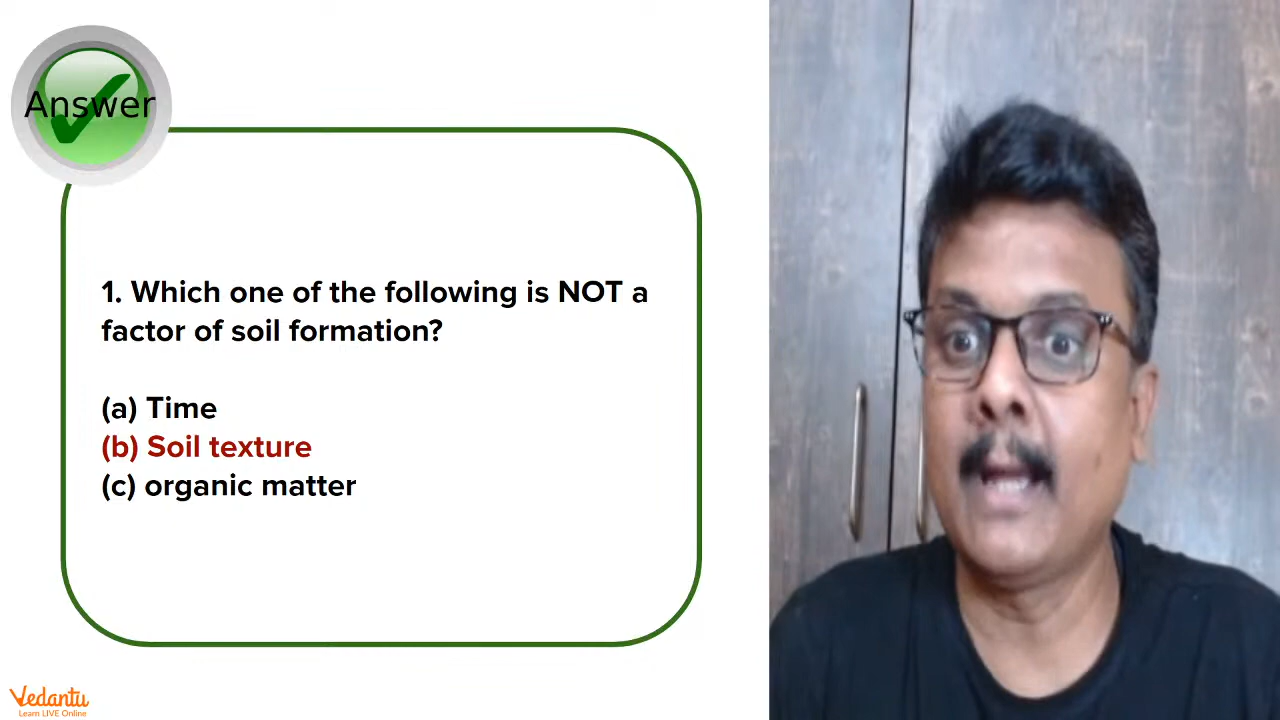 Answer
1. Which one of the following is NOT a
factor of soil formation?
(a) Time
(b) Soil texture
(c) organic matter
Vedantu
Learn LIVE Online